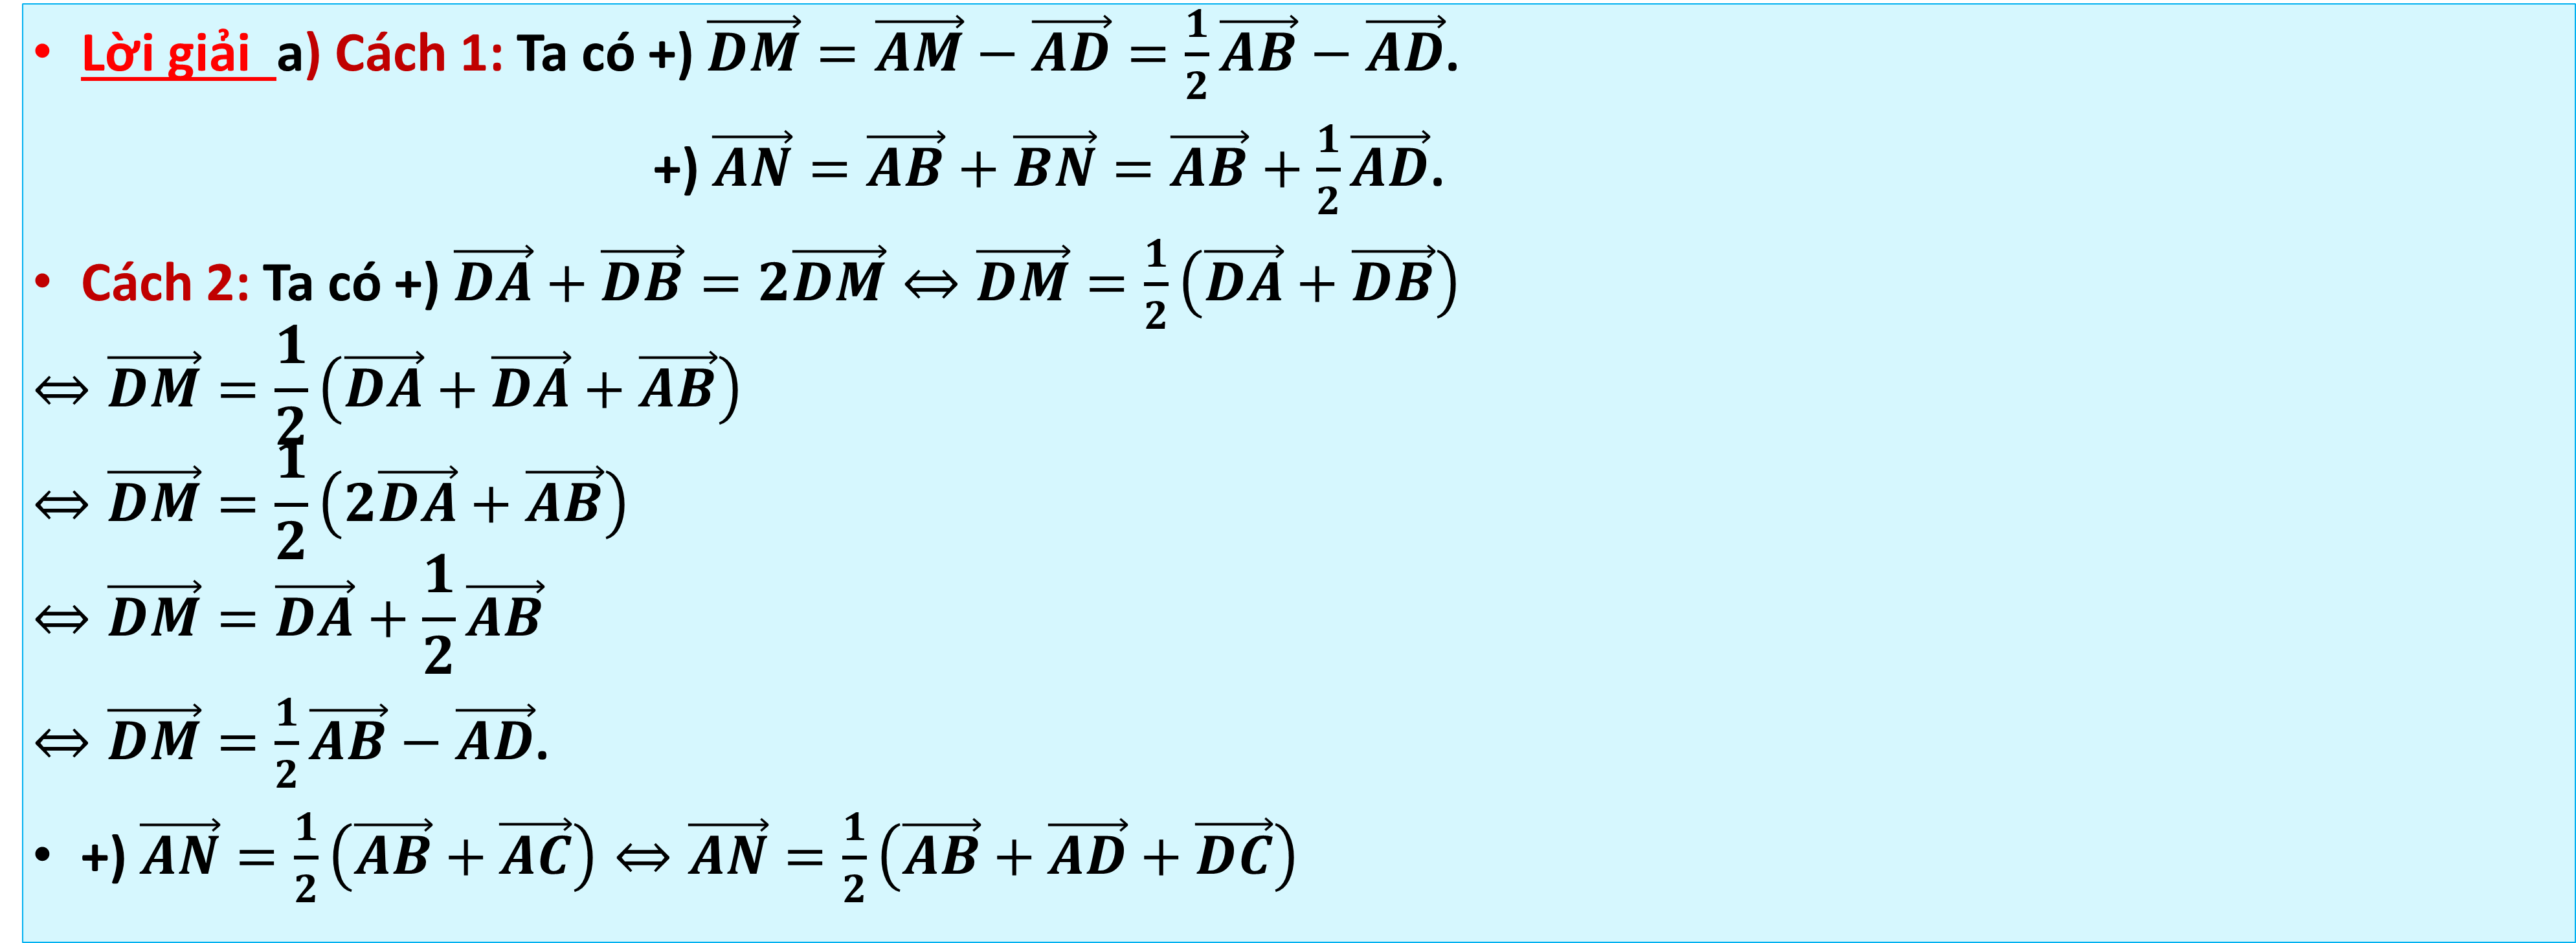 • Lời giải a) Cách 1: Ta có +) $\overrightarrow{DM} = \overrightarrow{AM} - \overrightarrow{AD} = \frac{1}{2}\overrightarrow{AB} - \overrightarrow{AD}$.
+) $\overrightarrow{AN} = \overrightarrow{AB} + \overrightarrow{BN} = \overrightarrow{AB} + \frac{1}{2}\overrightarrow{AD}$.
• Cách 2: Ta có +) $\overrightarrow{DA} + \overrightarrow{DB} = 2\overrightarrow{DM} \Leftrightarrow \overrightarrow{DM} = \frac{1}{2}(\overrightarrow{DA} + \overrightarrow{DB})$
$\Leftrightarrow \overrightarrow{DM} = \frac{1}{2}(\overrightarrow{DA} + \overrightarrow{DA} + \overrightarrow{AB})$
$\Leftrightarrow \overrightarrow{DM} = \frac{1}{2}(2\overrightarrow{DA} + \overrightarrow{AB})$
$\Leftrightarrow \overrightarrow{DM} = \overrightarrow{DA} + \frac{1}{2}\overrightarrow{AB}$
$\Leftrightarrow \overrightarrow{DM} = \frac{1}{2}\overrightarrow{AB} - \overrightarrow{AD}$.
• +) $\overrightarrow{AN} = \frac{1}{2}(\overrightarrow{AB} + \overrightarrow{AC}) \Leftrightarrow \overrightarrow{AN} = \frac{1}{2}(\overrightarrow{AB} + \overrightarrow{AD} + \overrightarrow{DC})$